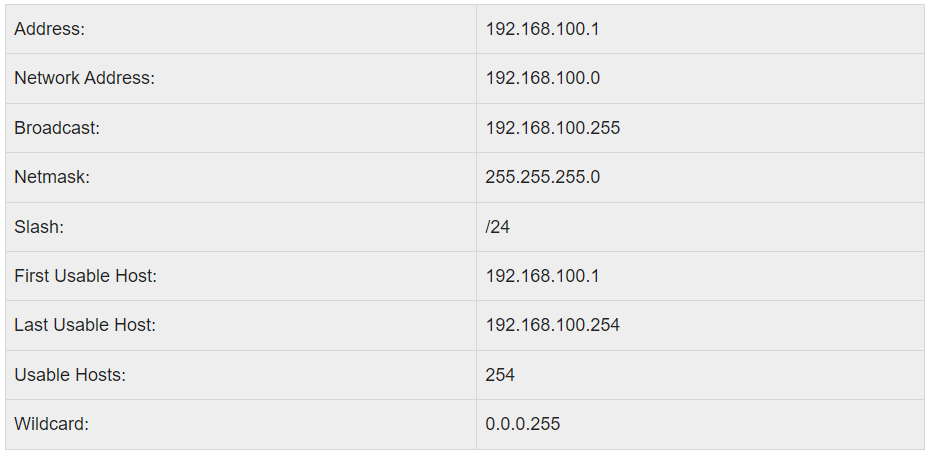 Address: 192.168.100.1
Network Address: 192.168.100.0
Broadcast: 192.168.100.255
Netmask: 255.255.255.0
Slash: /24
First Usable Host: 192.168.100.1
Last Usable Host: 192.168.100.254
Usable Hosts: 254
Wildcard: 0.0.0.255